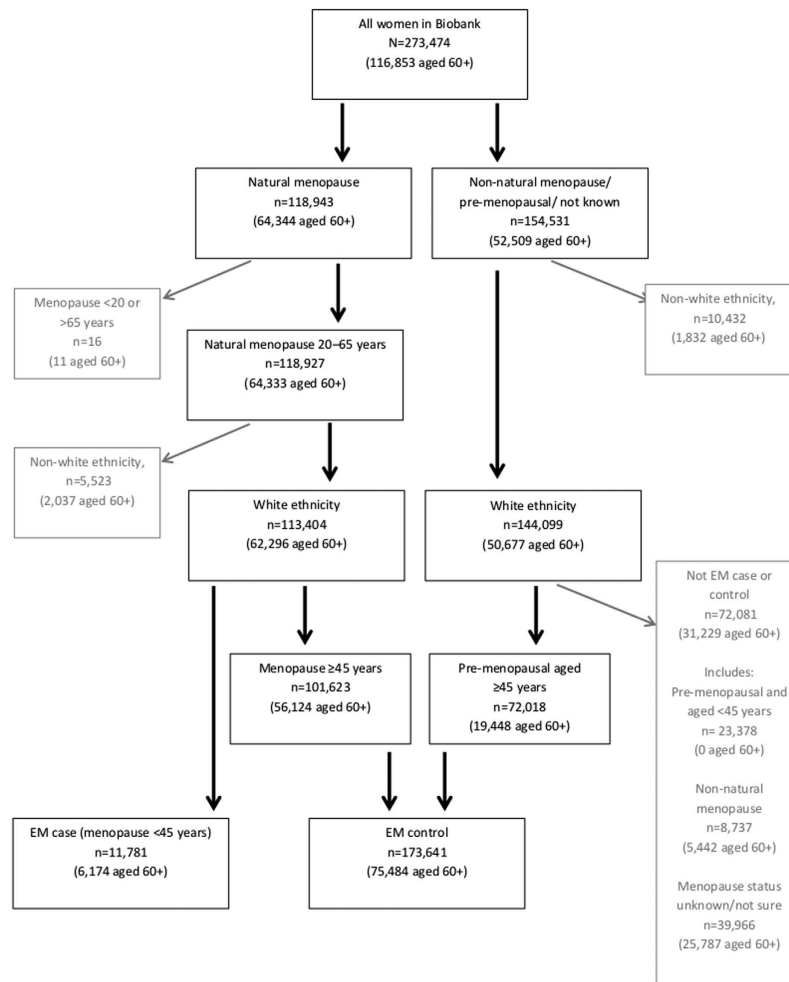 All women in Biobank
N=273,474
(116,853 aged 60+)
Natural menopause
n=118,943
(64,344 aged 60+)
Non-natural menopause/
pre-menopausal/ not known
n=154,531
(52,509 aged 60+)
Menopause <20 or
>65 years
n=16
(11 aged 60+)
Non-white ethnicity,
n=10,432
(1,832 aged 60+)
Natural menopause 20–65 years
n=118,927
(64,333 aged 60+)
Non-white ethnicity,
n=5,523
(2,037 aged 60+)
White ethnicity
n=113,404
(62,296 aged 60+)
White ethnicity
n=144,099
(50,677 aged 60+)
Not EM case or
control
n=72,081
(31,229 aged 60+)
Includes:
Pre-menopausal and
aged <45 years
n= 23,378
(0 aged 60+)
Non-natural
menopause
n=8,737
(5,442 aged 60+)
Menopause status
unknown/not sure
n=39,966
(25,787 aged 60+)
Menopause ≥45 years
n=101,623
(56,124 aged 60+)
Pre-menopausal aged
≥45 years
n=72,018
(19,448 aged 60+)
EM case (menopause <45 years)
n=11,781
(6,174 aged 60+)
EM control
n=173,641
(75,484 aged 60+)